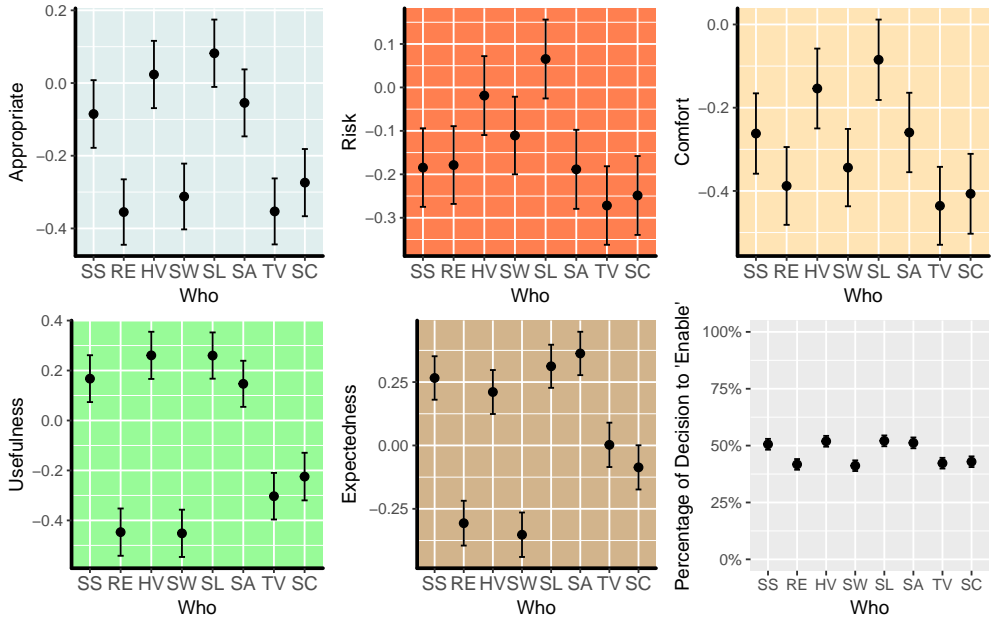 Appropriate
0.2
0.0
−0.2
−0.4
SS RE HV SW SL SA TV SC
Who
Risk
0.1
0.0
−0.1
−0.2
−0.3
SS RE HV SW SL SA TV SC
Who
Comfort
0.0
−0.2
−0.4
SS RE HV SW SL SA TV SC
Who
Usefulness
0.4
0.2
0.0
−0.2
−0.4
SS RE HV SW SL SA TV SC
Who
Expectedness
0.25
0.00
−0.25
SS RE HV SW SL SA TV SC
Who
Percentage of Decision to 'Enable'
100%
75%
50%
25%
0%
SS RE HV SW SL SA TV SC
Who